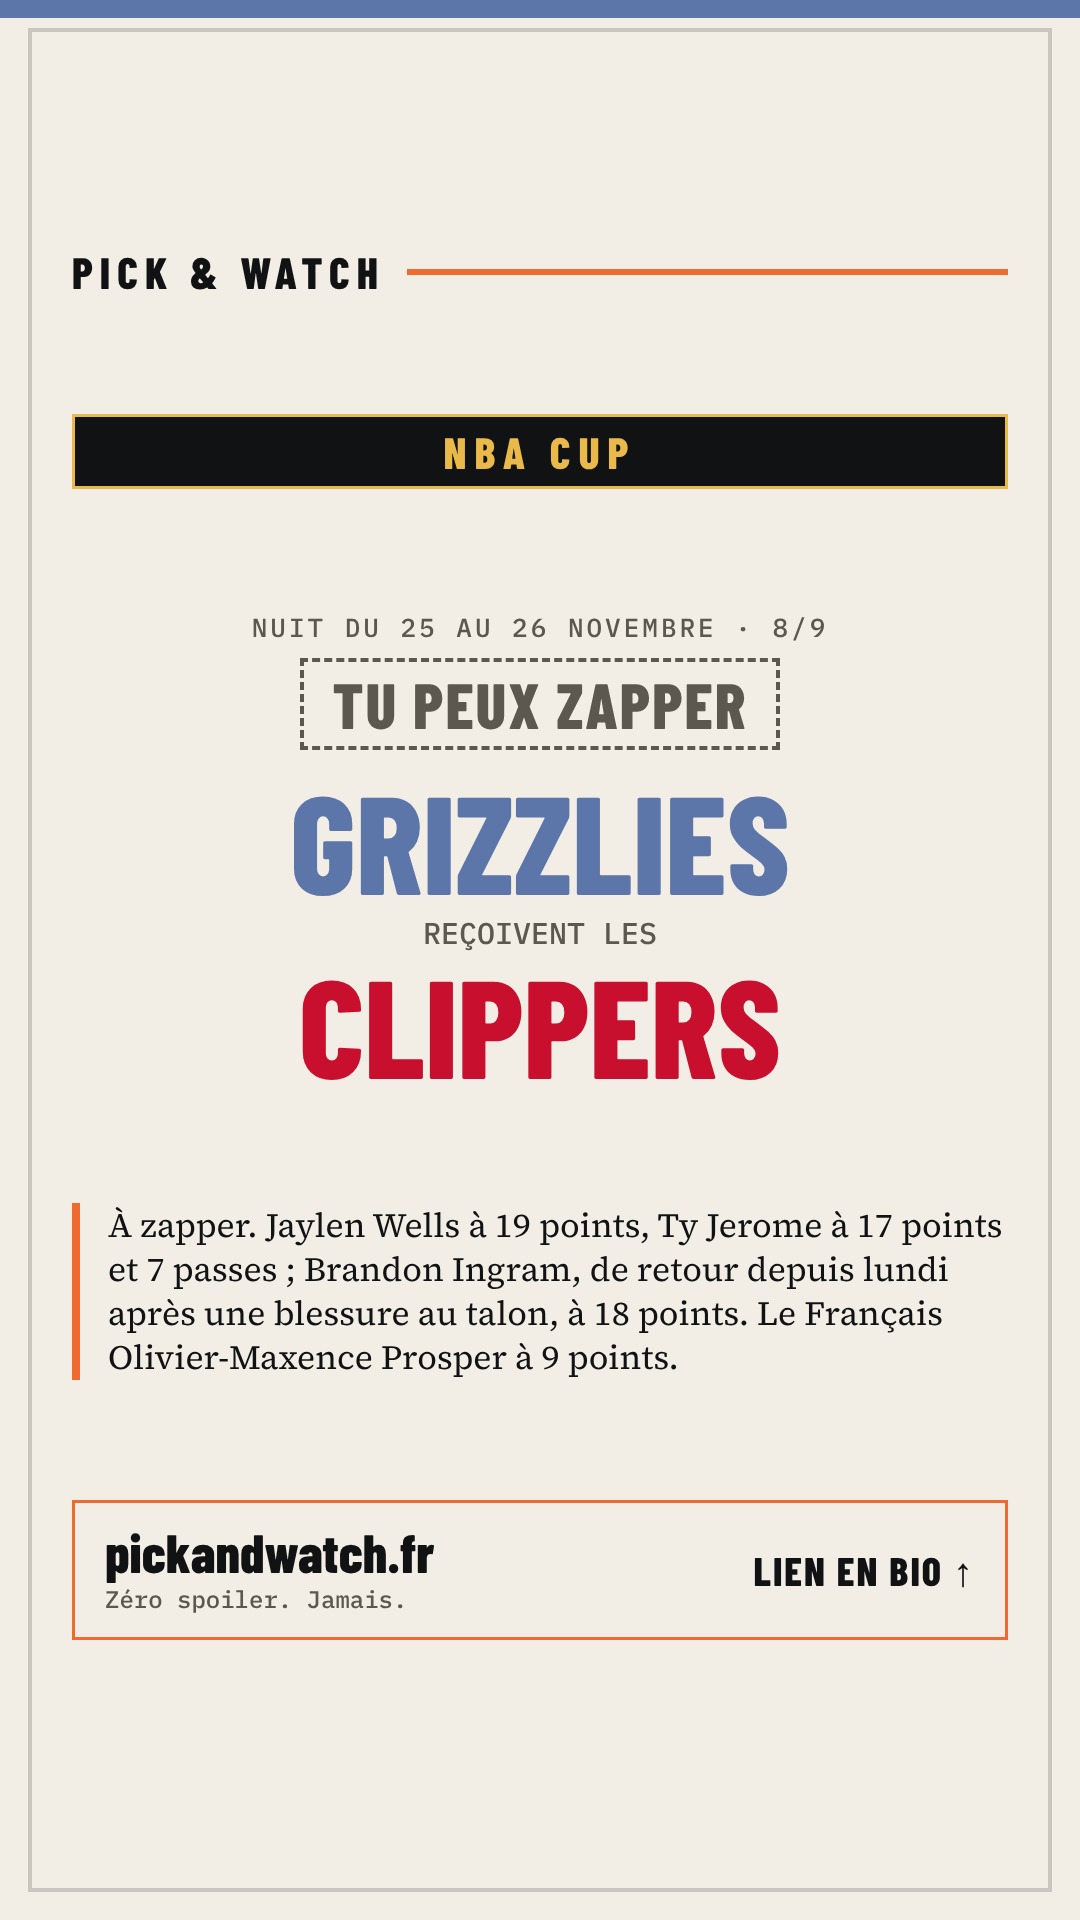 PICK & WATCH
NBA CUP
NUIT DU 25 AU 26 NOVEMBRE · 8/9
TU PEUX ZAPPER
GRIZZLIES
REÇOIVENT LES
CLIPPERS
À zapper. Jaylen Wells à 19 points, Ty Jerome à 17 points
et 7 passes ; Brandon Ingram, de retour depuis lundi
après une blessure au talon, à 18 points. Le Français
Olivier-Maxence Prosper à 9 points.
pickandwatch.fr
Zéro spoiler. Jamais.
LIEN EN BIO ↑